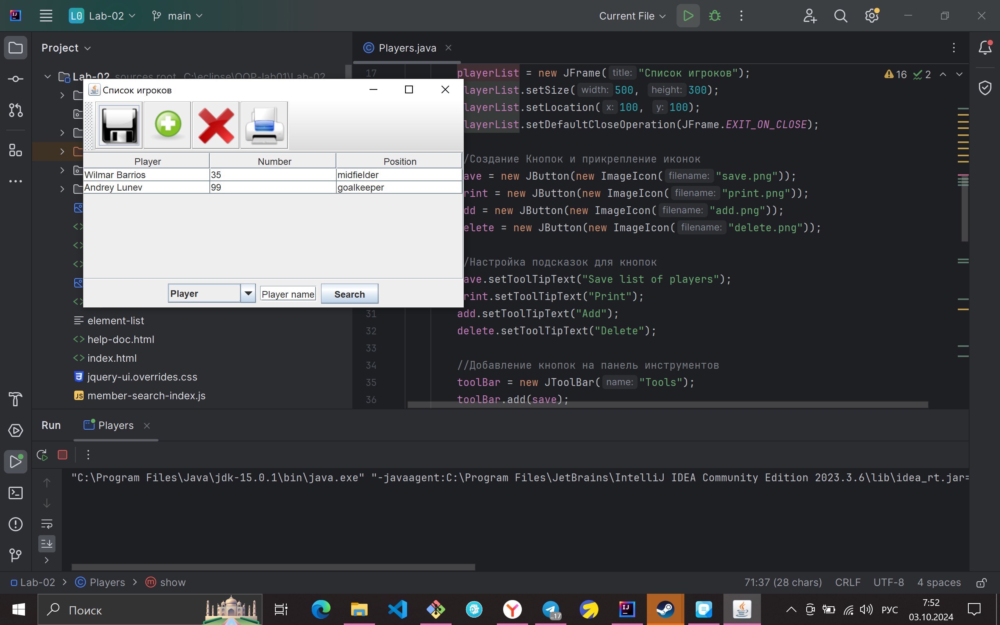 L0 Lab-02 main Current File
Project
Players.java
Lab-02 sources root C:\eclipse\OOP-lab01\Lab-02
element-list
help-doc.html
index.html
jquery-ui.overrides.css
JS member-search-index.js
Список игроков
Player Number Position
Wilmar Barrios 35 midfielder
Andrey Lunev 99 goalkeeper
Player Player name Search
16 2
17 playerList = new JFrame( title: "Список игроков");
layerList.setSize( width: 500, height: 300);
layerList.setLocation( x: 100, y: 100);
layerList.setDefaultCloseOperation(JFrame.EXIT_ON_CLOSE);
/Создание Кнопок и прикрепление иконок
ave = new JButton(new ImageIcon( filename: "save.png"));
rint = new JButton(new ImageIcon( filename: "print.png"));
dd = new JButton(new ImageIcon( filename: "add.png"));
elete = new JButton(new ImageIcon( filename: "delete.png"));
/Настройка подсказок для кнопок
ave.setToolTipText("Save list of players");
rint.setToolTipText("Print");
31 add.setToolTipText("Add");
32 delete.setToolTipText("Delete");
33
34 //Добавление кнопок на панель инструментов
35 toolBar = new JToolBar( name: "Tools");
36 toolBar.add(save);
Run Players
"C:\Program Files\Java\jdk-15.0.1\bin\java.exe" "-javaagent:C:\Program Files\JetBrains\IntelliJ IDEA Community Edition 2023.3.6\lib\idea_rt.jar=
Lab-02 > Players > show 71:37 (28 chars) CRLF UTF-8 4 spaces
Поиск ..17 РУС 7:52
03.10.2024